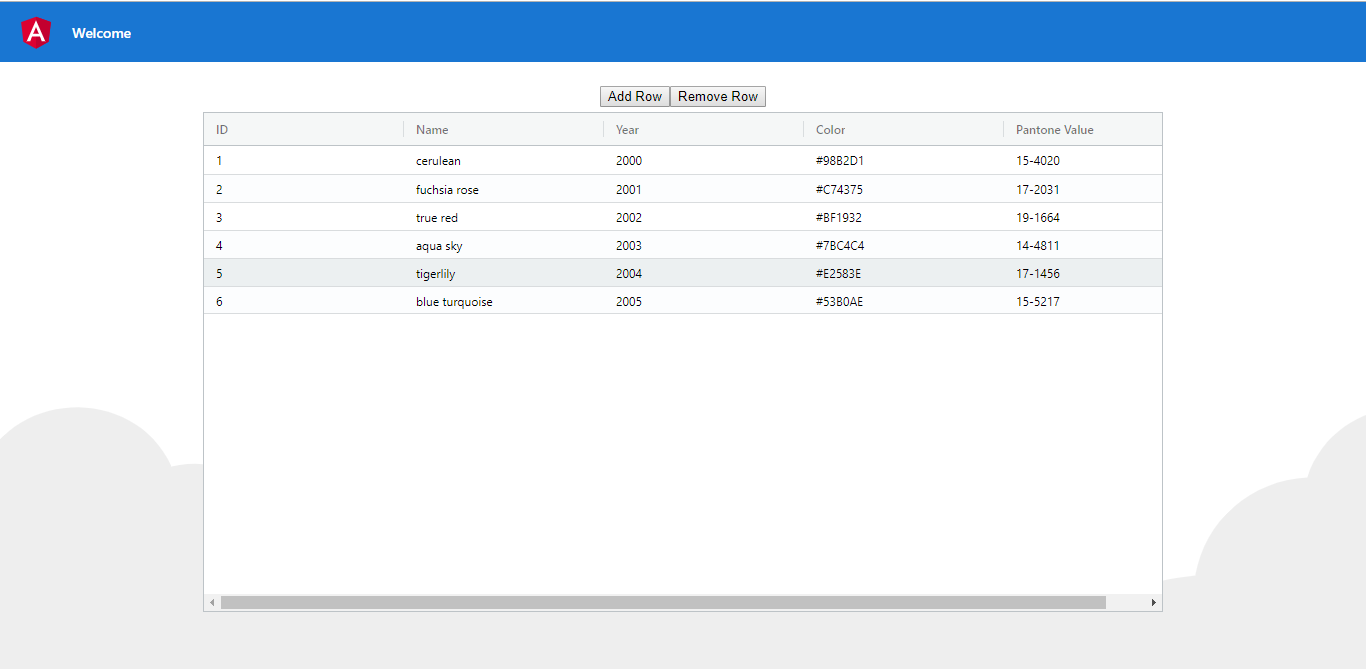 A
Welcome
Add Row Remove Row
ID Name Year Color Pantone Value
1 cerulean 2000 #98B2D1 15-4020
2 fuchsia rose 2001 #C74375 17-2031
3 true red 2002 #BF1932 19-1664
4 aqua sky 2003 #7BC4C4 14-4811
5 tigerlily 2004 #E2583E 17-1456
6 blue turquoise 2005 #53B0AE 15-5217